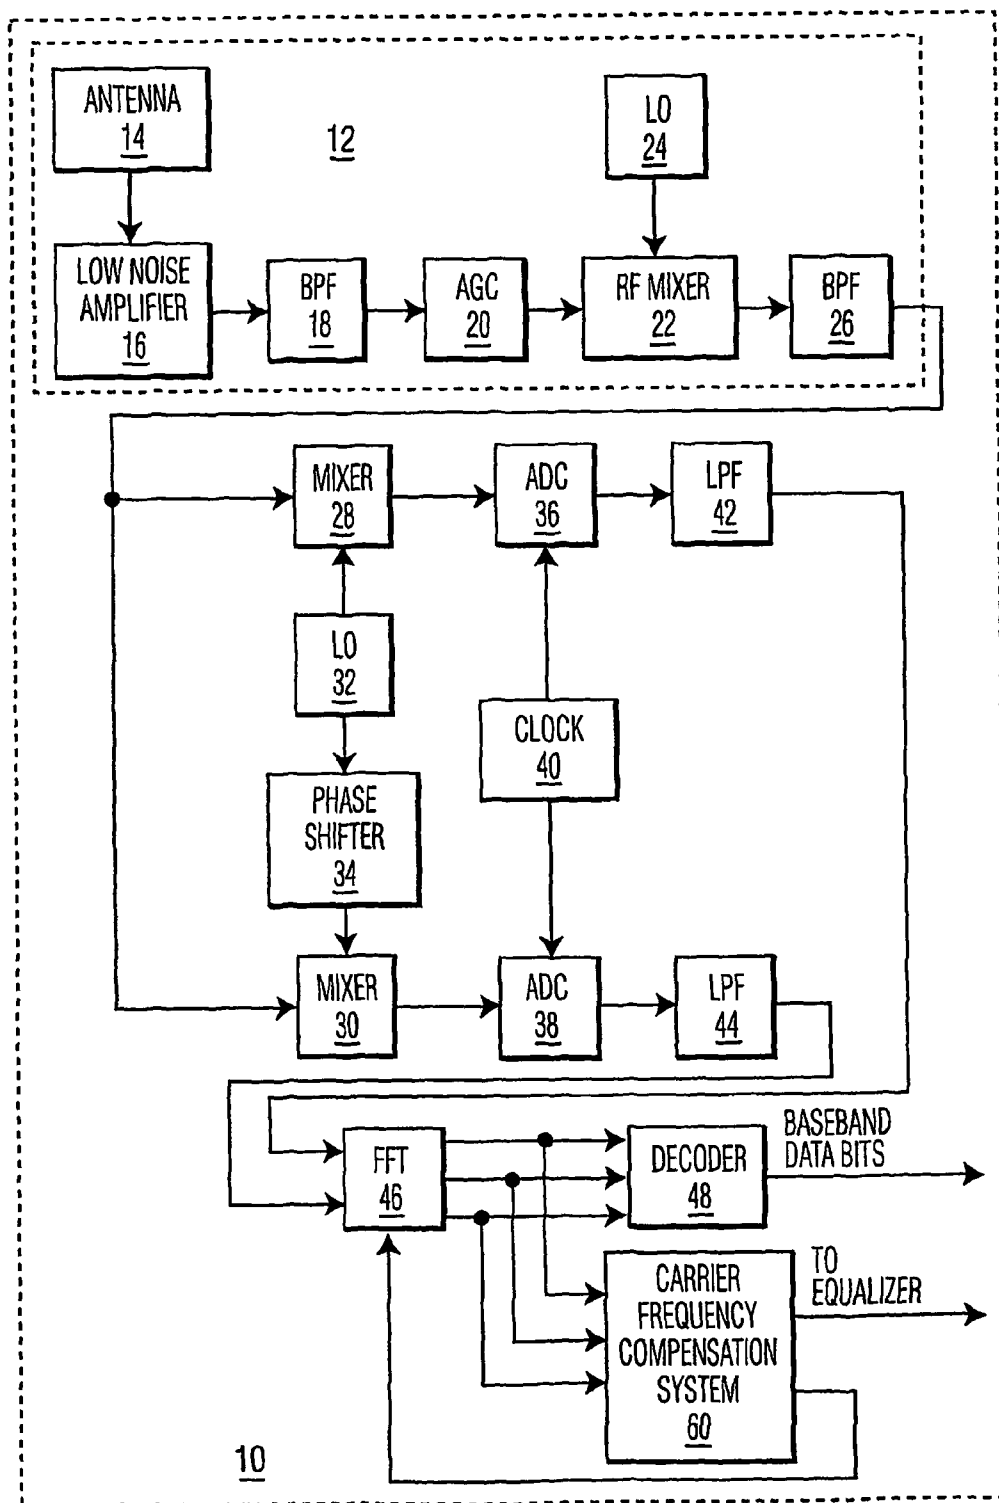 ANTENNA
14
12
LO
24
LOW NOISE
AMPLIFIER
16
BPF
18
AGC
20
RF MIXER
22
BPF
26
MIXER
28
ADC
36
LPF
42
LO
32
CLOCK
40
PHASE
SHIFTER
34
MIXER
30
ADC
38
LPF
44
FFT
46
DECODER
48
BASEBAND
DATA BITS
CARRIER
FREQUENCY
COMPENSATION
SYSTEM
60
TO
EQUALIZER
10